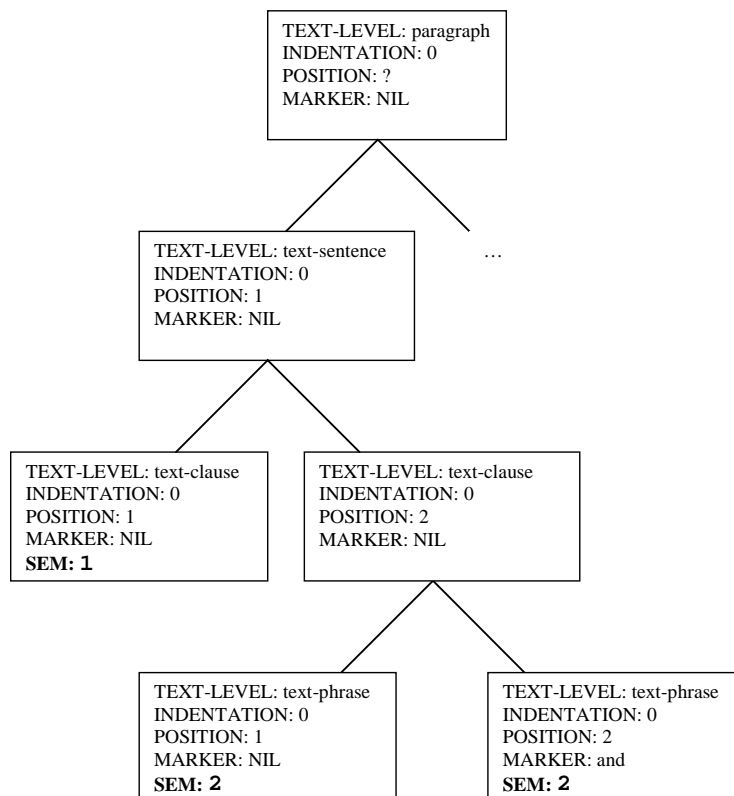 TEXT-LEVEL: paragraph
INDENTATION: 0
POSITION: ?
MARKER: NIL
TEXT-LEVEL: text-sentence
INDENTATION: 0
POSITION: 1
MARKER: NIL
…
TEXT-LEVEL: text-clause
INDENTATION: 0
POSITION: 1
MARKER: NIL
SEM: 1
TEXT-LEVEL: text-clause
INDENTATION: 0
POSITION: 2
MARKER: NIL
TEXT-LEVEL: text-phrase
INDENTATION: 0
POSITION: 1
MARKER: NIL
SEM: 2
TEXT-LEVEL: text-phrase
INDENTATION: 0
POSITION: 2
MARKER: and
SEM: 2